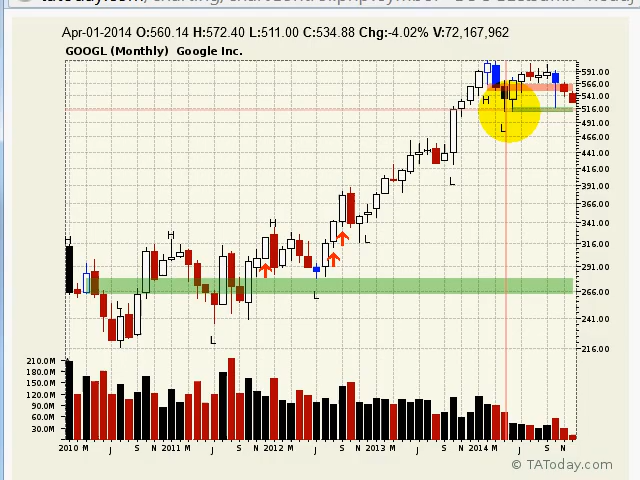 Apr-01-2014 O:560.14 H:572.40 L:511.00 C:534.88 Chg:-4.02% V:72,167,962
GOOGL (Monthly) Google Inc.
591.00
566.00
541.00
516.00
491.00
466.00
441.00
416.00
391.00
366.00
341.00
316.00
291.00
266.00
241.00
216.00
H
H
H
H
L
L
L
L
L
L
L
210.0M
180.0M
150.0M
120.0M
90.0M
60.0M
30.0M
2010 M J S N 2011 M J S N 2012 M J S N 2013 M J S N 2014 M J S N
© TAToday.com